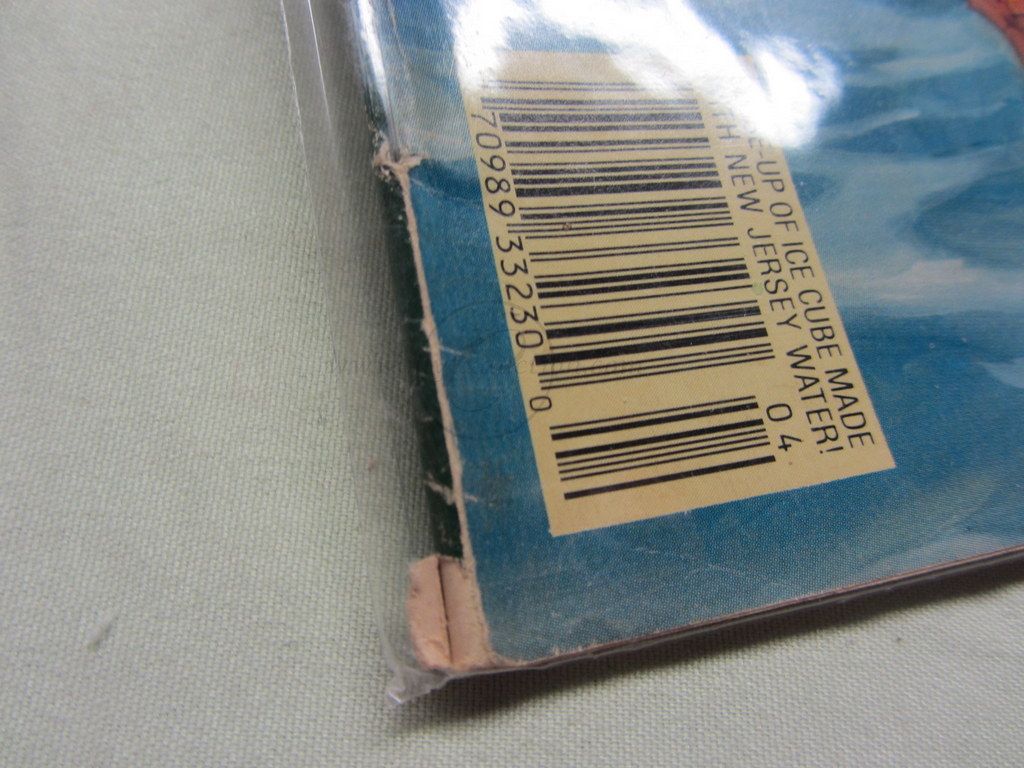 UP OF ICE CUBE MADE
TH NEW JERSEY WATER!
04
70989 33230
0